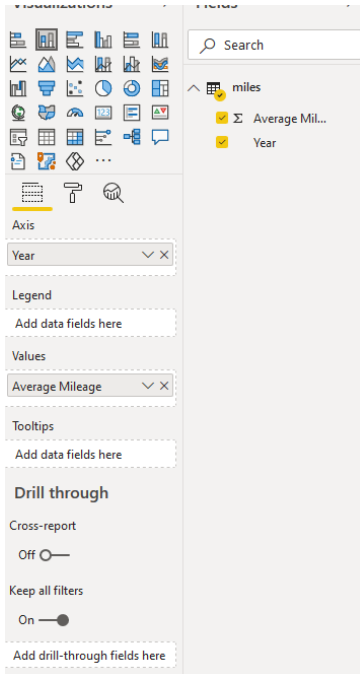 Visualizations
Fields
Search
miles
Σ Average Mil...
Year
Axis
Year
Legend
Add data fields here
Values
Average Mileage
Tooltips
Add data fields here
Drill through
Cross-report
Off
Keep all filters
On
Add drill-through fields here